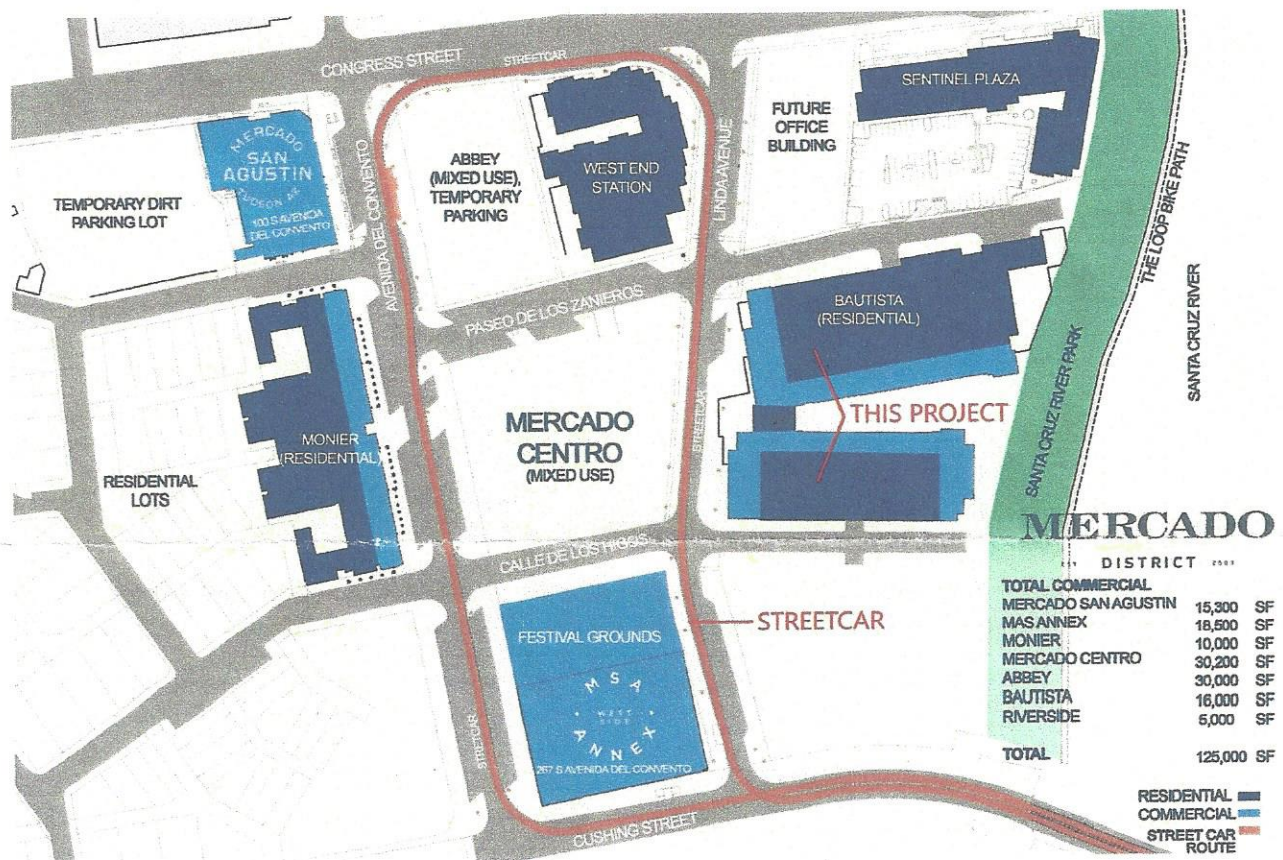 CONGRESS STREET
STREETCAR
SENTINEL PLAZA
MERCADO
SAN
AGUSTIN
TUCSON AZ
100 S AVENIDA
DEL CONVENTO
AVENIDA DEL CONVENTO
ABBEY
(MIXED USE),
TEMPORARY
PARKING
WEST END
STATION
LINDA AVENUE
FUTURE
OFFICE
BUILDING
TEMPORARY DIRT
PARKING LOT
THE LOOP BIKE PATH
SANTA CRUZ RIVER
PASEO DE LOS ZANJEROS
BAUTISTA
(RESIDENTIAL)
SANTA CRUZ RIVER PARK
THIS PROJECT
STREETCAR
MERCADO
CENTRO
(MIXED USE)
MONIER
(RESIDENTIAL)
RESIDENTIAL
LOTS
CALLE DE LOS HIGOS
FESTIVAL GROUNDS
MSA
WEST
SIDE
ANNEX
267 S AVENIDA DEL CONVENTO
STREETCAR
STREETCAR
CUSHING STREET
MERCADO
DISTRICT
TOTAL COMMERCIAL
MERCADO SAN AGUSTIN 15,300 SF
MAS ANNEX 18,500 SF
MONIER 10,000 SF
MERCADO CENTRO 30,200 SF
ABBEY 30,000 SF
BAUTISTA 16,000 SF
RIVERSIDE 5,000 SF
TOTAL 125,000 SF
RESIDENTIAL
COMMERCIAL
STREET CAR
ROUTE